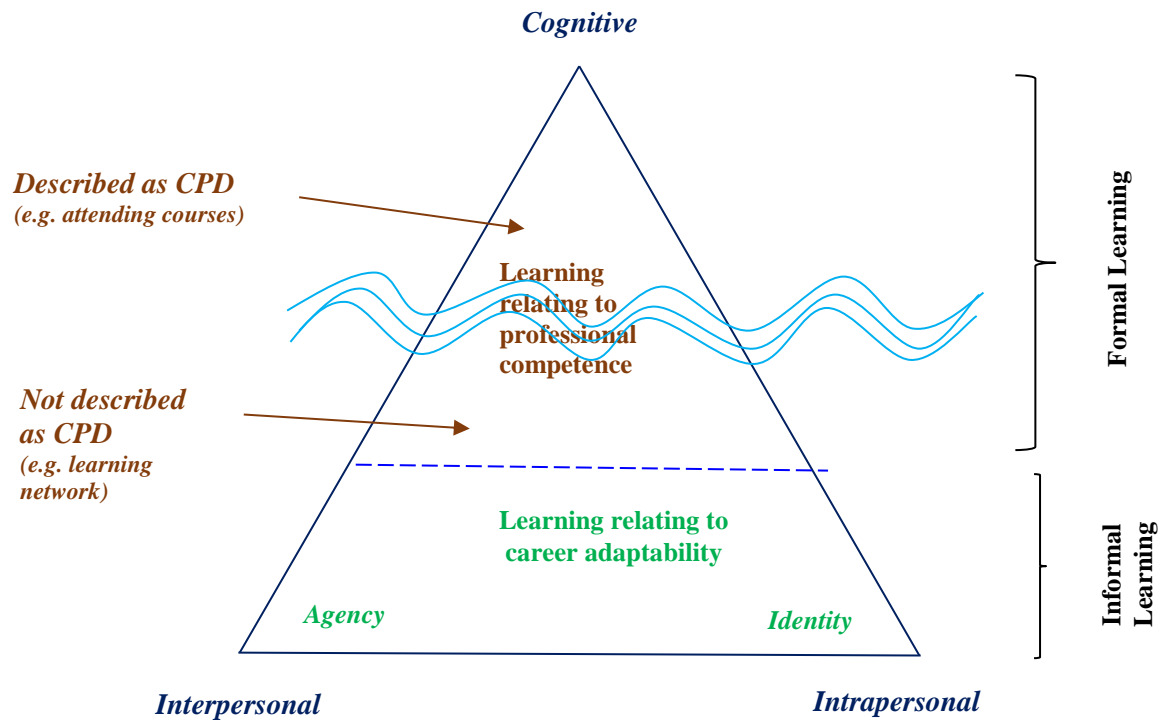 Cognitive
Described as CPD
(e.g. attending courses)
Learning
relating to
professional
competence
Formal Learning
Not described
as CPD
(e.g. learning
network)
Learning relating to
career adaptability
Informal
Learning
Agency
Identity
Interpersonal
Intrapersonal